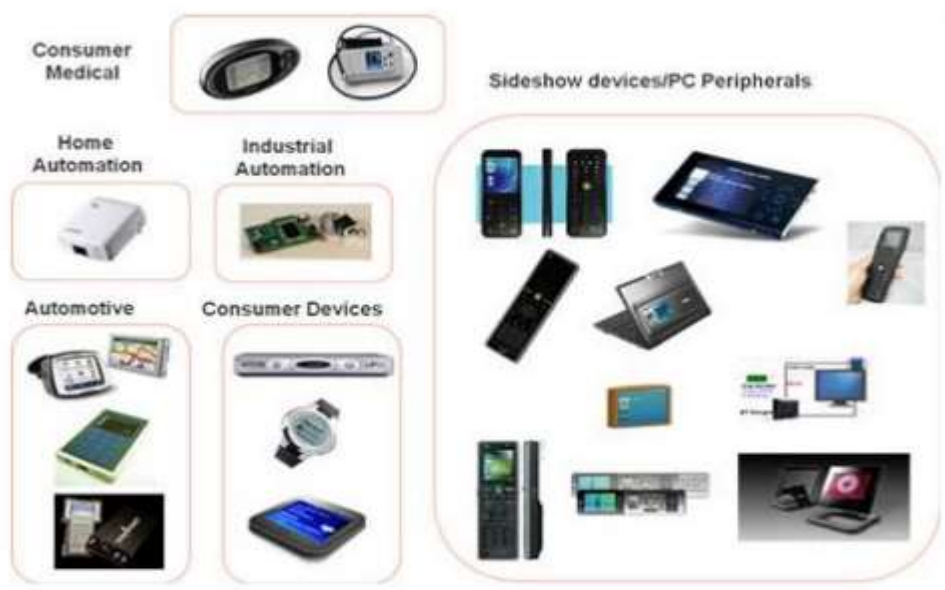 Consumer
Medical
Sideshow devices/PC Peripherals
Home
Automation
Industrial
Automation
Automotive
Consumer Devices